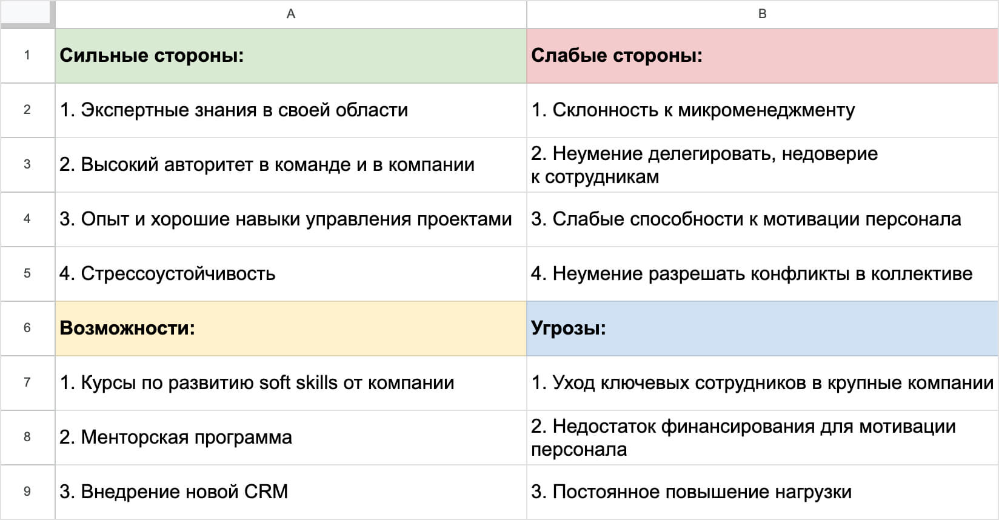 A B
1 Сильные стороны: Слабые стороны:
2 1. Экспертные знания в своей области 1. Склонность к микроменеджменту
3 2. Высокий авторитет в команде и в компании 2. Неумение делегировать, недоверие
к сотрудникам
4 3. Опыт и хорошие навыки управления проектами 3. Слабые способности к мотивации персонала
5 4. Стрессоустойчивость 4. Неумение разрешать конфликты в коллективе
6 Возможности: Угрозы:
7 1. Курсы по развитию soft skills от компании 1. Уход ключевых сотрудников в крупные компании
8 2. Менторская программа 2. Недостаток финансирования для мотивации
персонала
9 3. Внедрение новой CRM 3. Постоянное повышение нагрузки